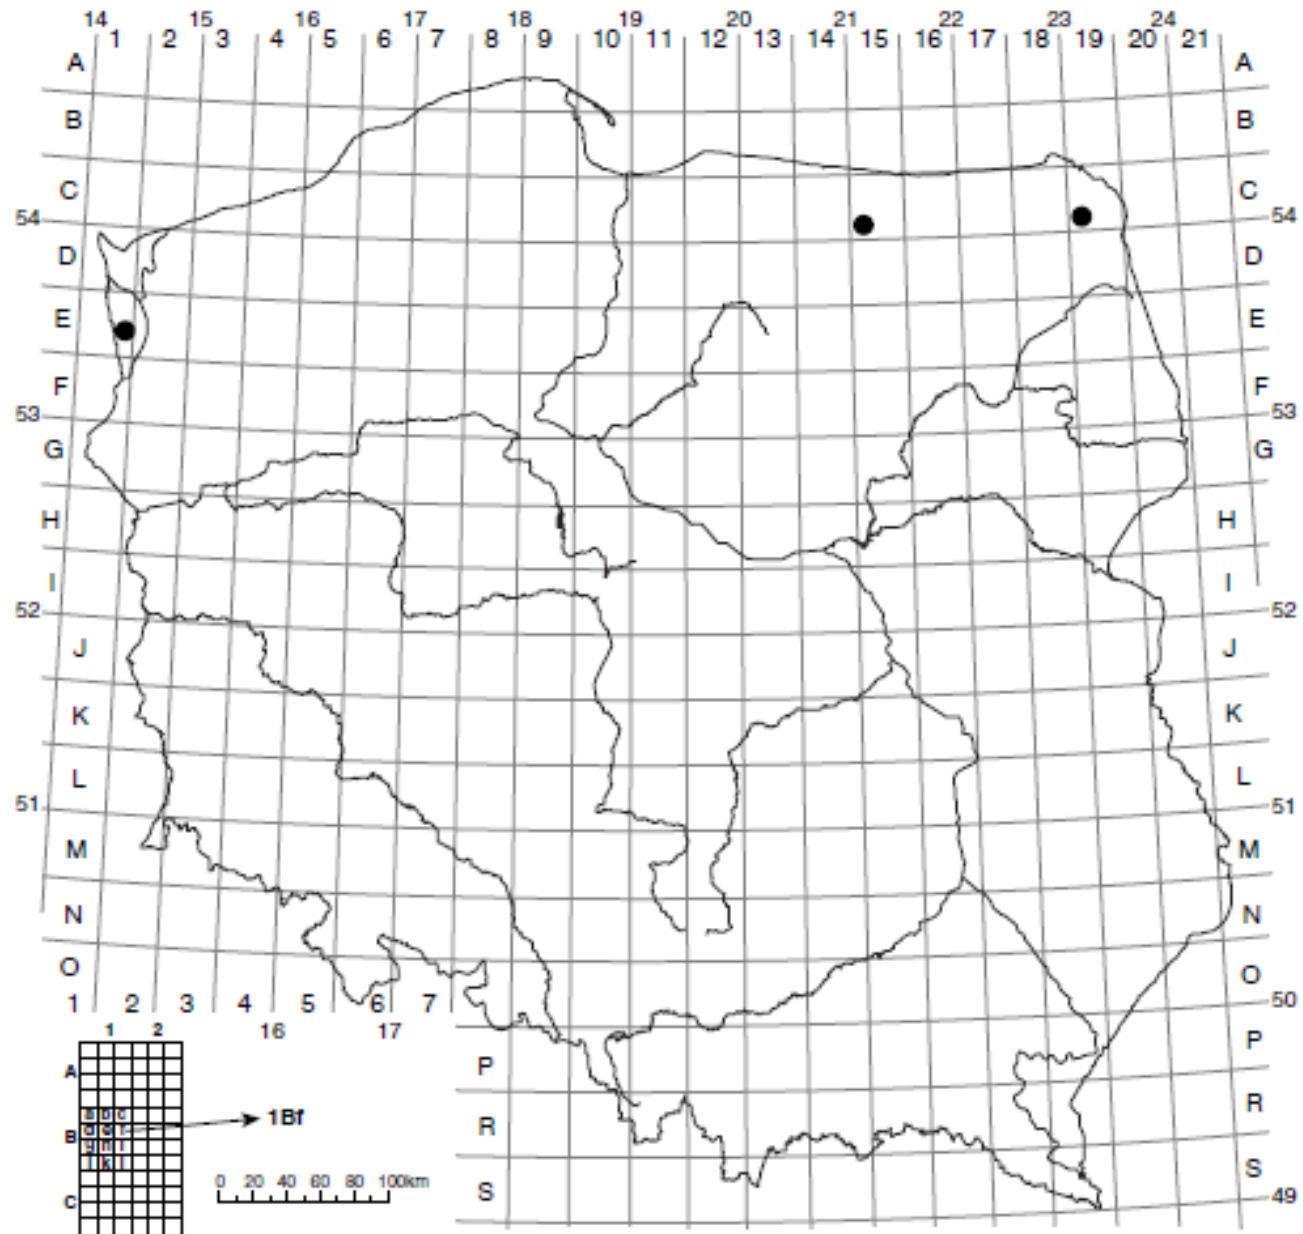 14 15 16 17 18 19 20 21 22 23 24
1 2 3 4 5 6 7 8 9 10 11 12 13 14 15 16 17 18 19 20 21
A A
B B
C C
54 54
D D
E E
F F
53 53
G G
H H
I I
52 52
J J
K K
L L
51 51
M M
N N
O O
1 2 3 4 5 6 7 50
16 17
1 2
P P
A
a b c
1Bf
B d e f
g h i
j k l
R R
S S
0 20 40 60 80 100km
C
49